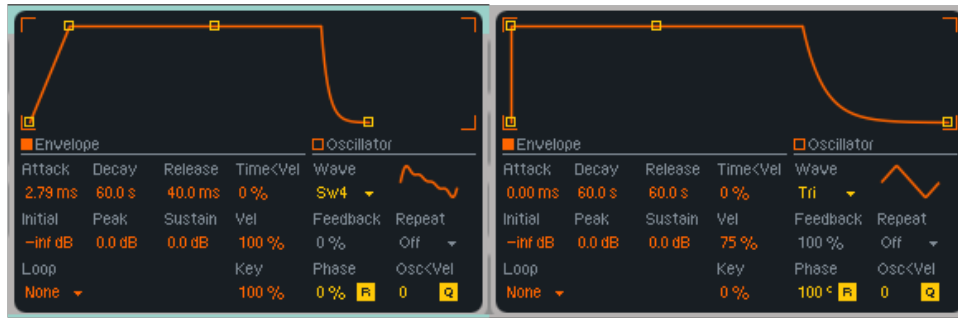 Envelope Oscillator
Attack Decay Release Time<Vel Wave
2.79 ms 60.0 s 40.0 ms 0 % Sw4
Initial Peak Sustain Vel Feedback Repeat
-inf dB 0.0 dB 0.0 dB 100 % 0 % Off
Loop Key Phase Osc<Vel
None 100 % 0 % R 0 Q
Envelope Oscillator
Attack Decay Release Time<Vel Wave
0.00 ms 60.0 s 60.0 s 0 % Tri
Initial Peak Sustain Vel Feedback Repeat
-inf dB 0.0 dB 0.0 dB 75 % 100 % Off
Loop Key Phase Osc<Vel
None 0 % 100 R 0 Q